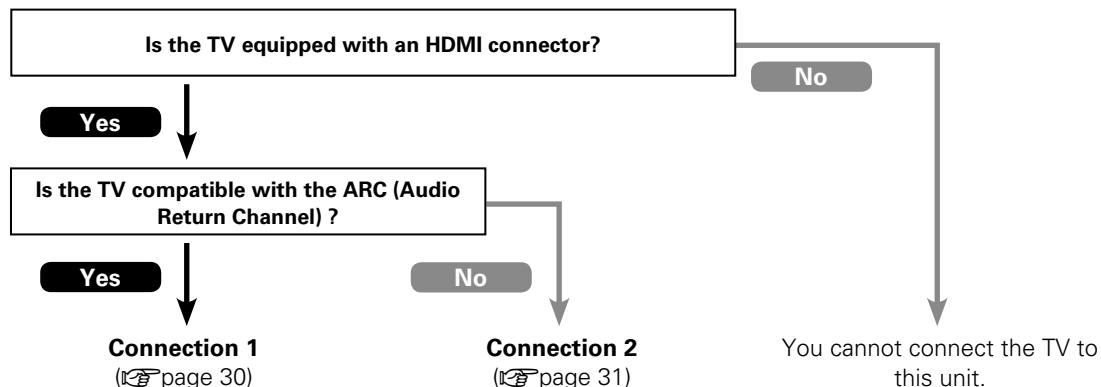 Is the TV equipped with an HDMI connector?
No
Yes
Is the TV compatible with the ARC (Audio
Return Channel) ?
Yes
No
Connection 1
(☞page 30)
Connection 2
(☞page 31)
You cannot connect the TV to
this unit.